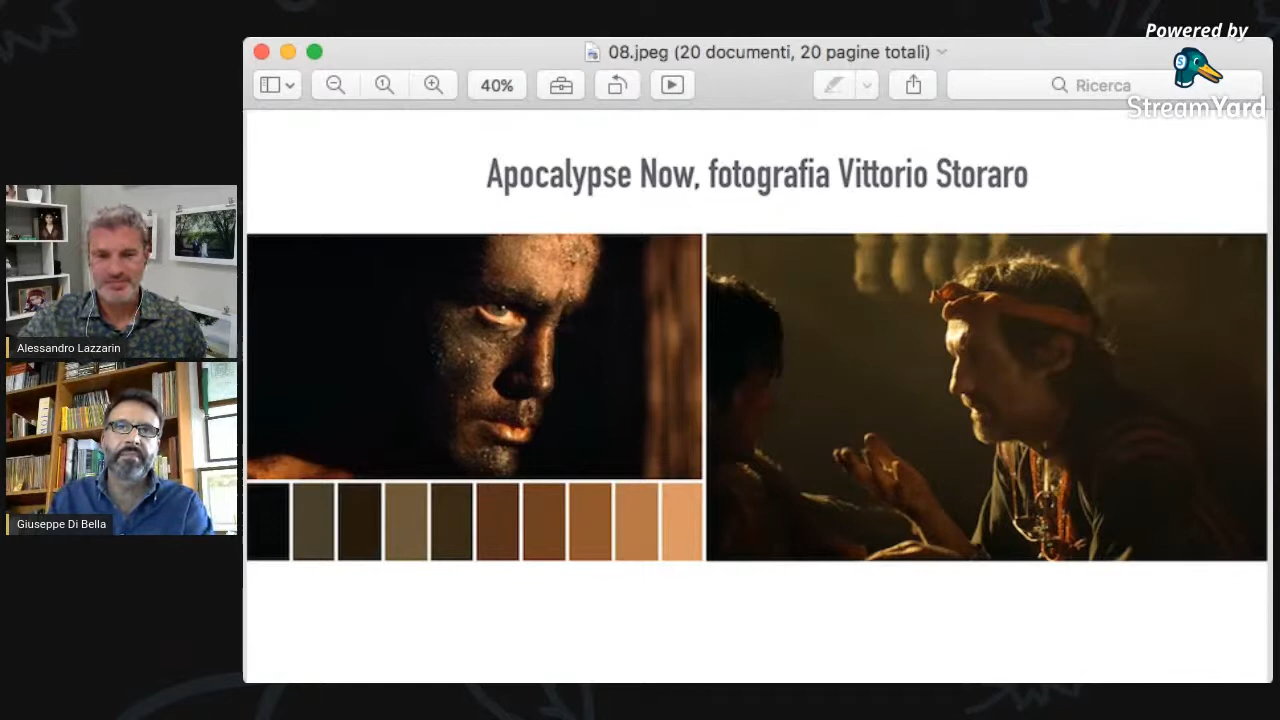 Powered by
StreamYard
08.jpeg (20 documenti, 20 pagine totali)
40%
Ricerca
Apocalypse Now, fotografia Vittorio Storaro
Alessandro Lazzarin
Giuseppe Di Bella